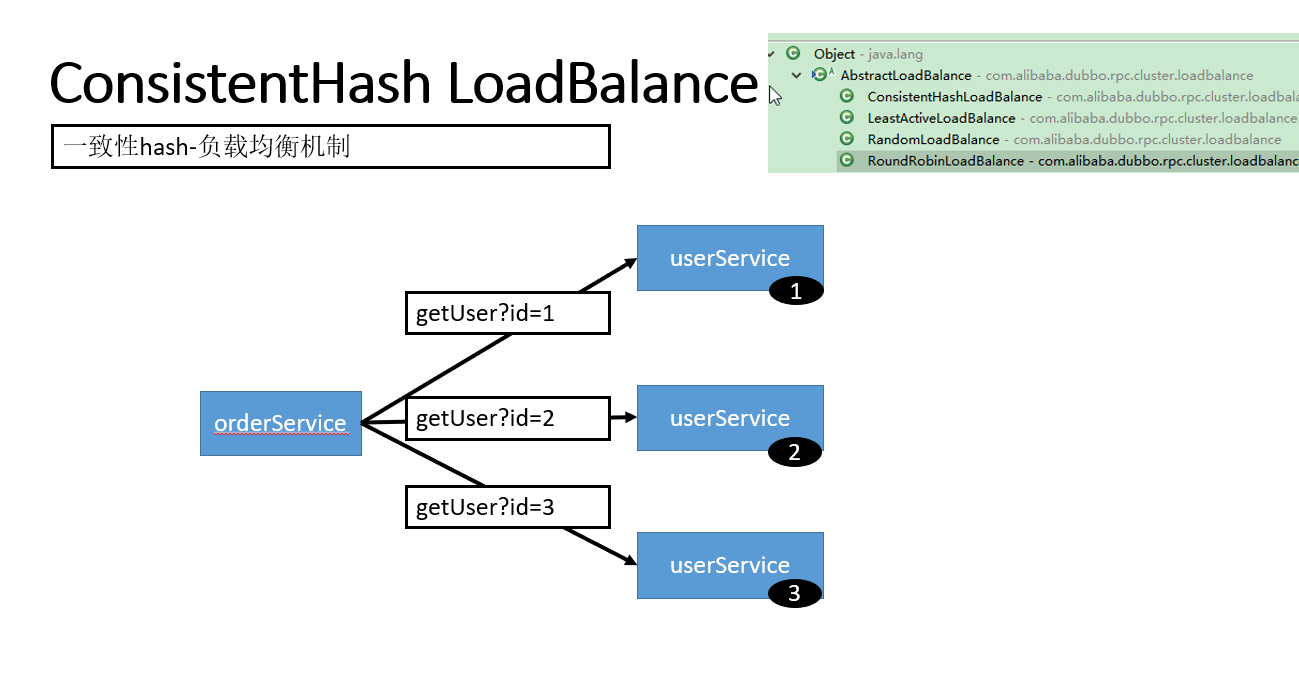 ConsistentHash LoadBalance
一致性hash-负载均衡机制
Object - java.lang
AbstractLoadBalance - com.alibaba.dubbo.rpc.cluster.loadbalance
ConsistentHashLoadBalance - com.alibaba.dubbo.rpc.cluster.loadbala
LeastActiveLoadBalance - com.alibaba.dubbo.rpc.cluster.loadbalance
RandomLoadBalance - com.alibaba.dubbo.rpc.cluster.loadbalance
RoundRobinLoadBalance - com.alibaba.dubbo.rpc.cluster.loadbalanc
userService
1
getUser?id=1
orderService
getUser?id=2
userService
2
getUser?id=3
userService
3